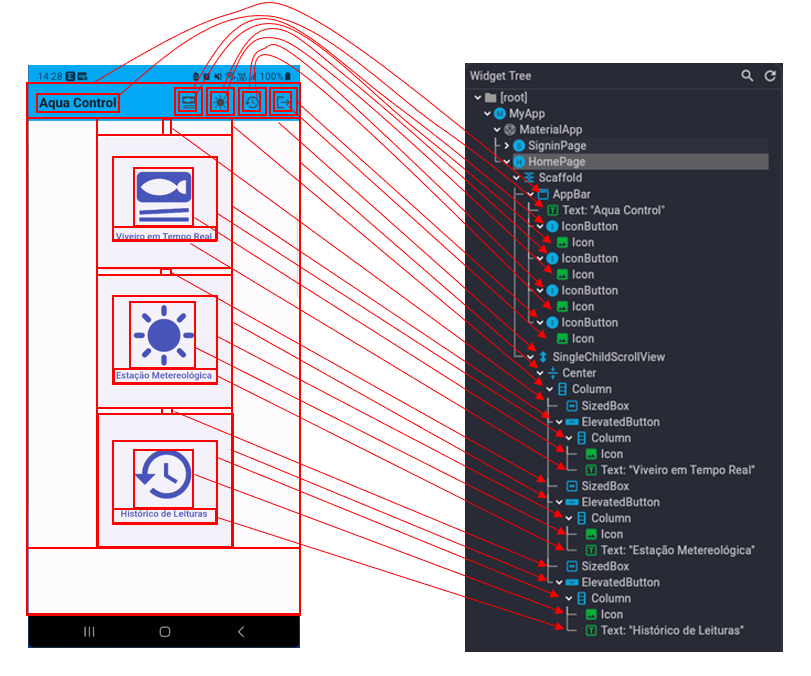 14:28
100%
Aqua Control
Viveiro em Tempo Real
Estação Metereológica
Histórico de Leituras
Widget Tree
[root]
MyApp
MaterialApp
SigninPage
HomePage
Scaffold
AppBar
Text: "Aqua Control"
IconButton
Icon
IconButton
Icon
IconButton
Icon
IconButton
Icon
SingleChildScrollView
Center
Column
SizedBox
ElevatedButton
Column
Icon
Text: "Viveiro em Tempo Real"
SizedBox
ElevatedButton
Column
Icon
Text: "Estação Metereológica"
SizedBox
ElevatedButton
Column
Icon
Text: "Histórico de Leituras"